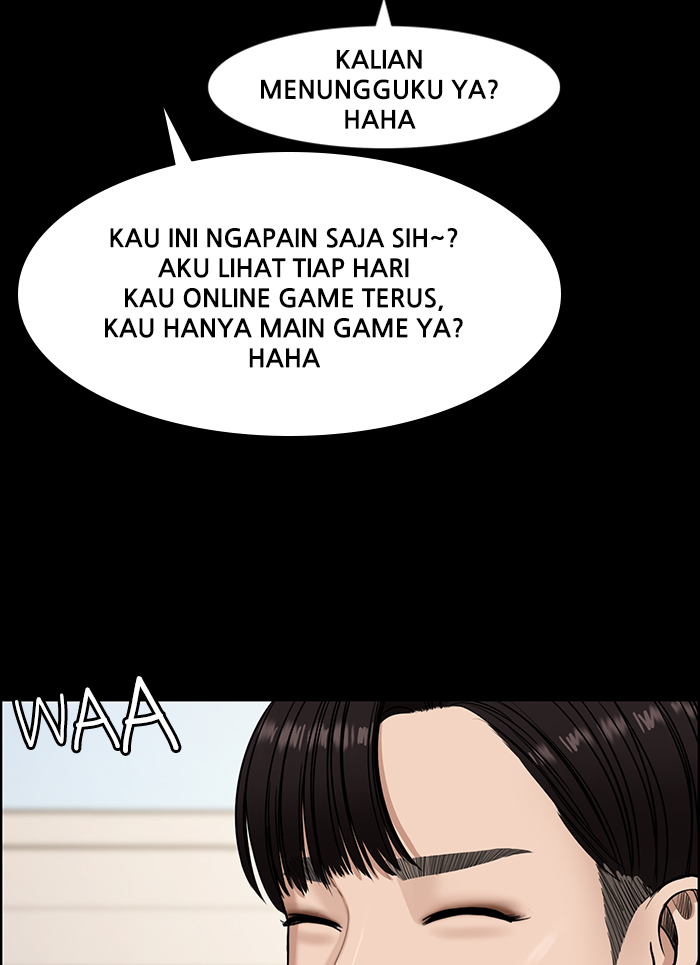 KALIAN
MENUNGGUKU YA?
HAHA
KAU INI NGAPAIN SAJA SIH~?
AKU LIHAT TIAP HARI
KAU ONLINE GAME TERUS,
KAU HANYA MAIN GAME YA?
HAHA
WAA